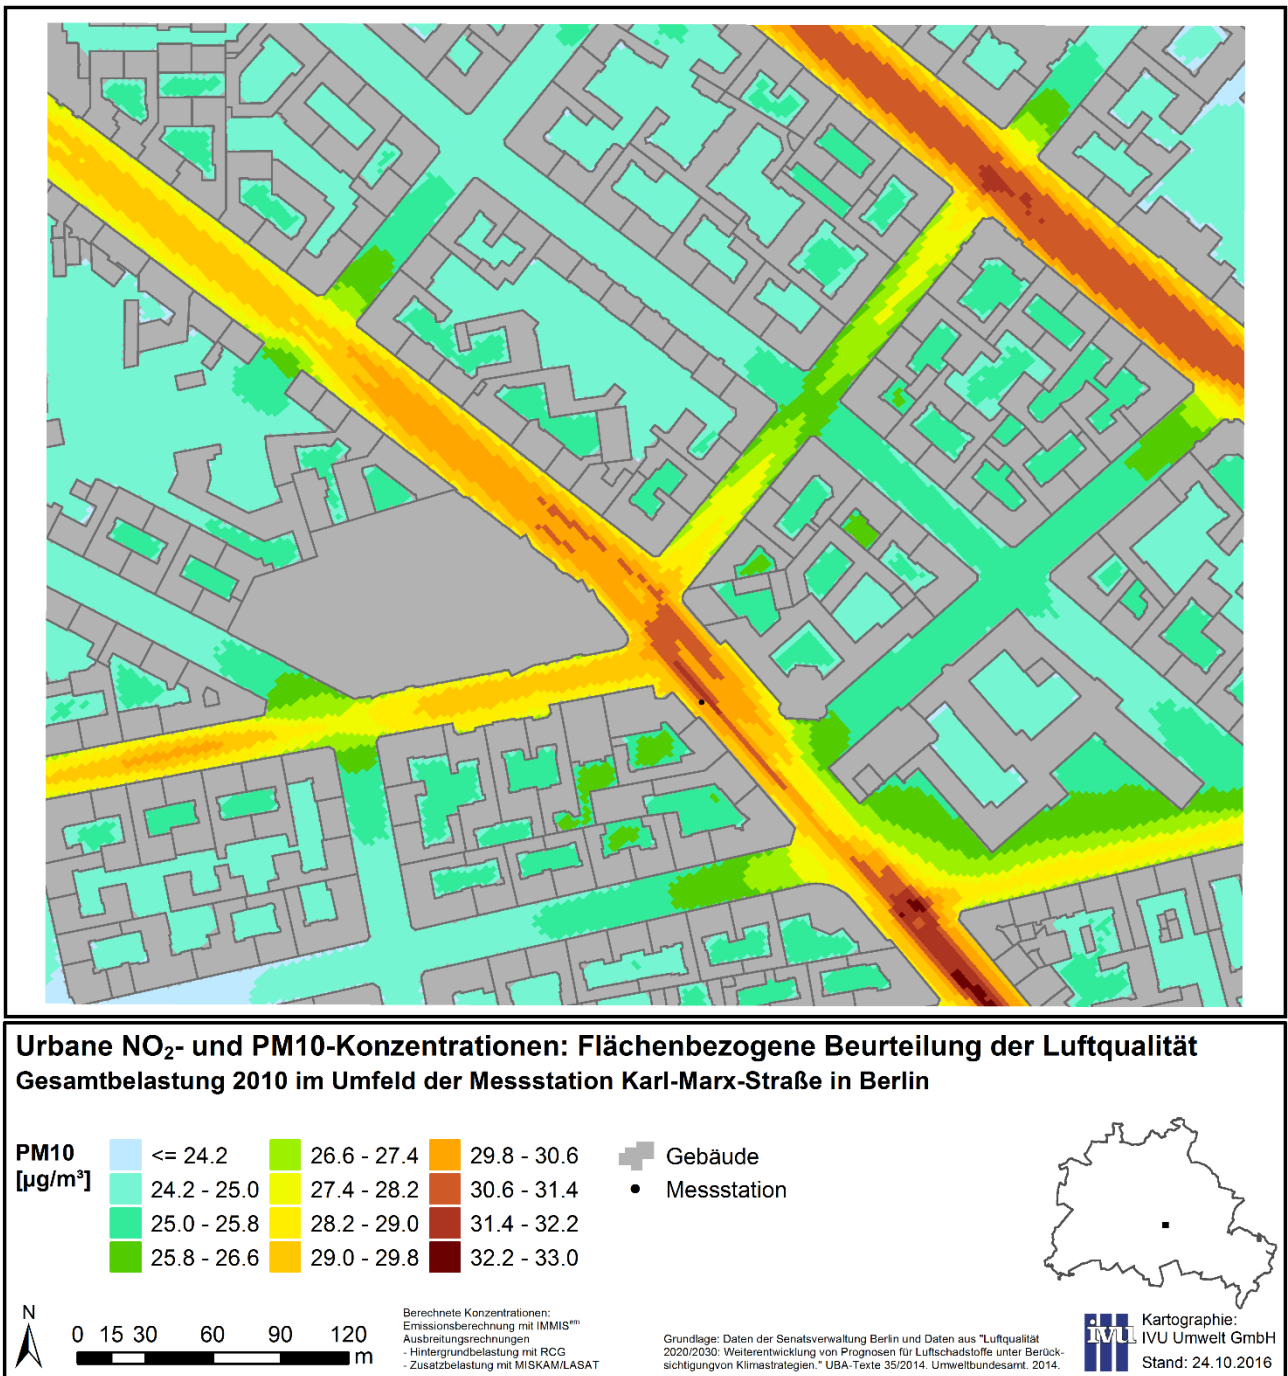 Urbane NO₂- und PM10-Konzentrationen: Flächenbezogene Beurteilung der Luftqualität
Gesamtbelastung 2010 im Umfeld der Messstation Karl-Marx-Straße in Berlin
PM10
[µg/m³]
<= 24.2
24.2 - 25.0
25.0 - 25.8
25.8 - 26.6
26.6 - 27.4
27.4 - 28.2
28.2 - 29.0
29.0 - 29.8
29.8 - 30.6
30.6 - 31.4
31.4 - 32.2
32.2 - 33.0
Gebäude
Messstation
N
0 15 30 60 90 120
m
Berechnete Konzentrationen:
Emissionsberechnung mit IMMISᵉᵐ
Ausbreitungsrechnungen
- Hintergrundbelastung mit RCG
- Zusatzbelastung mit MISKAM/LASAT
Grundlage: Daten der Senatsverwaltung Berlin und Daten aus "Luftqualität
2020/2030: Weiterentwicklung von Prognosen für Luftschadstoffe unter Berück-
sichtigungvon Klimastrategien." UBA-Texte 35/2014. Umweltbundesamt. 2014.
ivu
Kartographie:
IVU Umwelt GmbH
Stand: 24.10.2016